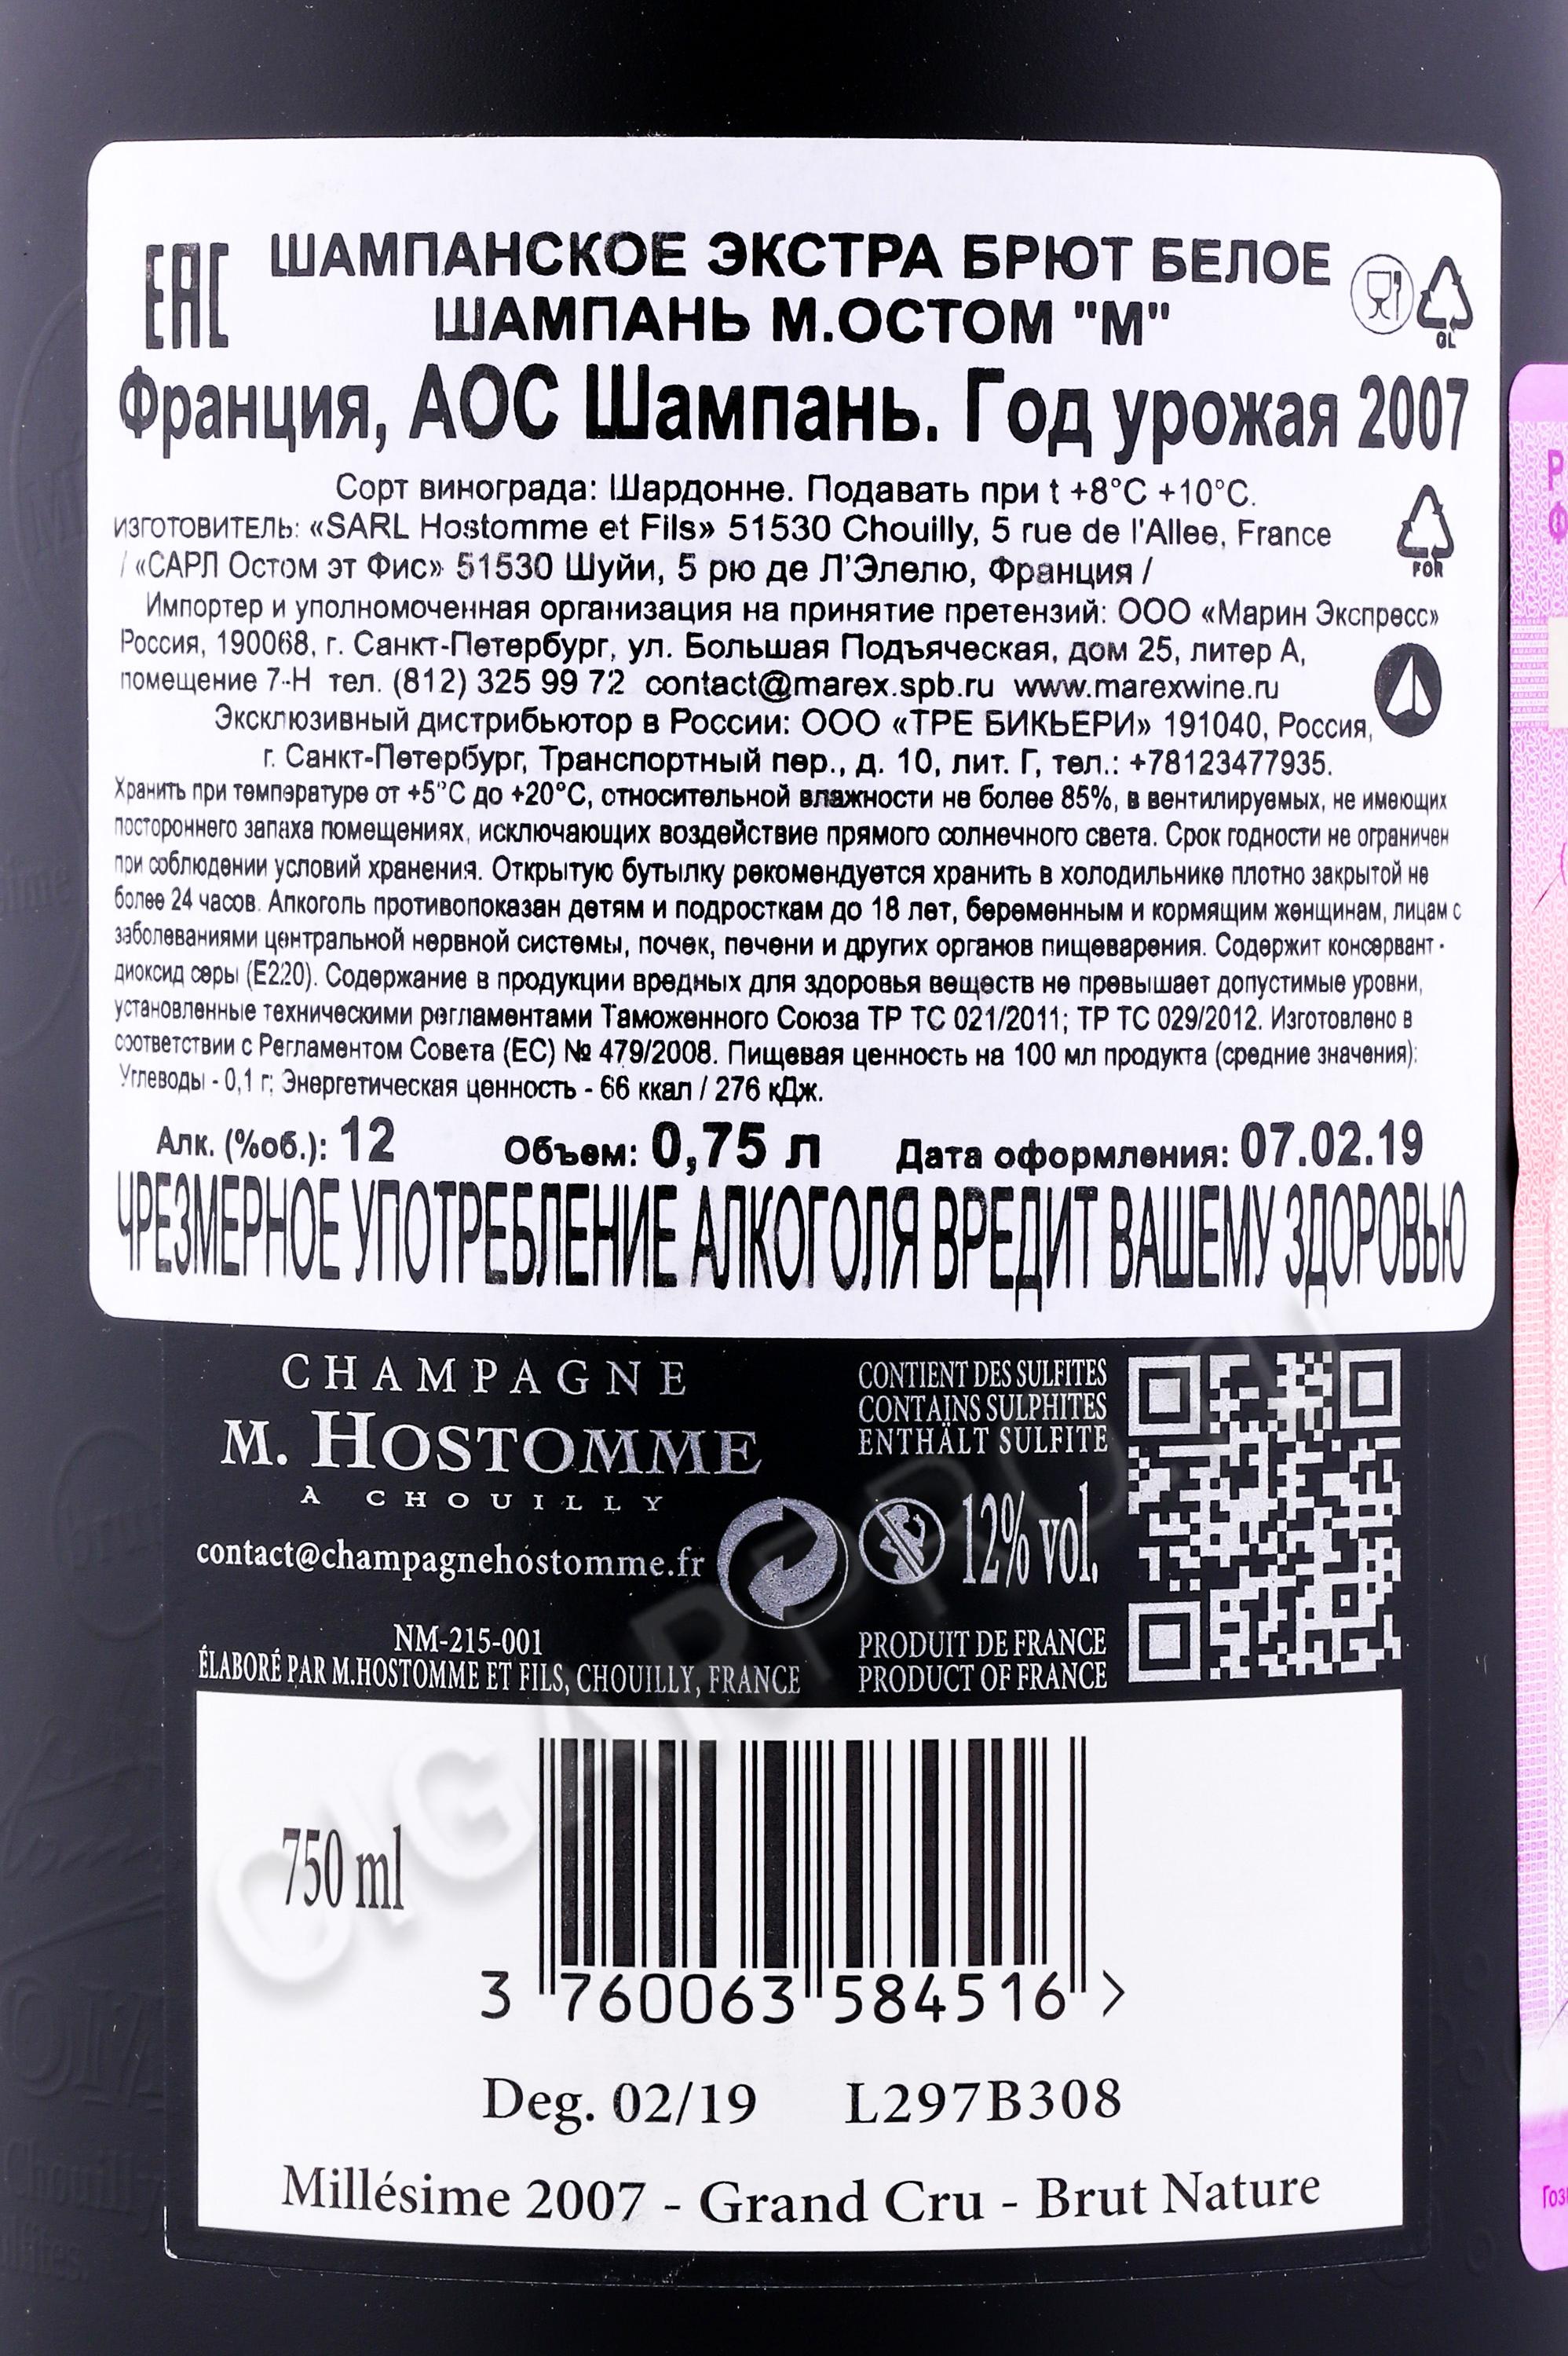 ЕАС
ШАМПАНСКОЕ ЭКСТРА БРЮТ БЕЛОЕ
ШАМПАНЬ М.ОСТОМ "М"
GL
Франция, АОС Шампань. Год урожая 2007
Сорт винограда: Шардонне. Подавать при t +8°C +10°C.
ИЗГОТОВИТЕЛЬ: «SARL Hostomme et Fils» 51530 Chouilly, 5 rue de l'Allee, France
/ «САРЛ Остом эт Фис» 51530 Шуйи, 5 рю де Л'Элелю, Франция /
FOR
Импортер и уполномоченная организация на принятие претензий: ООО «Марин Экспресс»
Россия, 190068, г. Санкт-Петербург, ул. Большая Подъяческая, дом 25, литер А,
помещение 7-Н тел. (812) 325 99 72 contact@marex.spb.ru www.marexwine.ru
Эксклюзивный дистрибьютор в России: ООО «ТРЕ БИКЬЕРИ» 191040, Россия,
г. Санкт-Петербург, Транспортный пер., д. 10, лит. Г, тел.: +78123477935.
Хранить при температуре от +5°C до +20°C, относительной влажности не более 85%, в вентилируемых, не имеющих
постороннего запаха помещениях, исключающих воздействие прямого солнечного света. Срок годности не ограничен
при соблюдении условий хранения. Открытую бутылку рекомендуется хранить в холодильнике плотно закрытой не
более 24 часов. Алкоголь противопоказан детям и подросткам до 18 лет, беременным и кормящим женщинам, лицам с
заболеваниями центральной нервной системы, почек, печени и других органов пищеварения. Содержит консервант -
диоксид серы (Е220). Содержание в продукции вредных для здоровья веществ не превышает допустимые уровни,
установленные техническими регламентами Таможенного Союза ТР ТС 021/2011; ТР ТС 029/2012. Изготовлено в
соответствии с Регламентом Совета (ЕС) № 479/2008. Пищевая ценность на 100 мл продукта (средние значения):
Углеводы - 0,1 г; Энергетическая ценность - 66 ккал / 276 кДж.
Алк. (%об.): 12 Объем: 0,75 л Дата оформления: 07.02.19
ЧРЕЗМЕРНОЕ УПОТРЕБЛЕНИЕ АЛКОГОЛЯ ВРЕДИТ ВАШЕМУ ЗДОРОВЬЮ
CHAMPAGNE
M. HOSTOMME
A CHOUILLY
contact@champagnehostomme.fr
NM-215-001
ÉLABORÉ PAR M.HOSTOMME ET FILS, CHOUILLY, FRANCE
CONTIENT DES SULFITES
CONTAINS SULPHITES
ENTHÄLT SULFITE
12% vol.
PRODUIT DE FRANCE
PRODUCT OF FRANCE
750 ml
3 760063 584516 >
Deg. 02/19 L297B308
Millésime 2007 - Grand Cru - Brut Nature